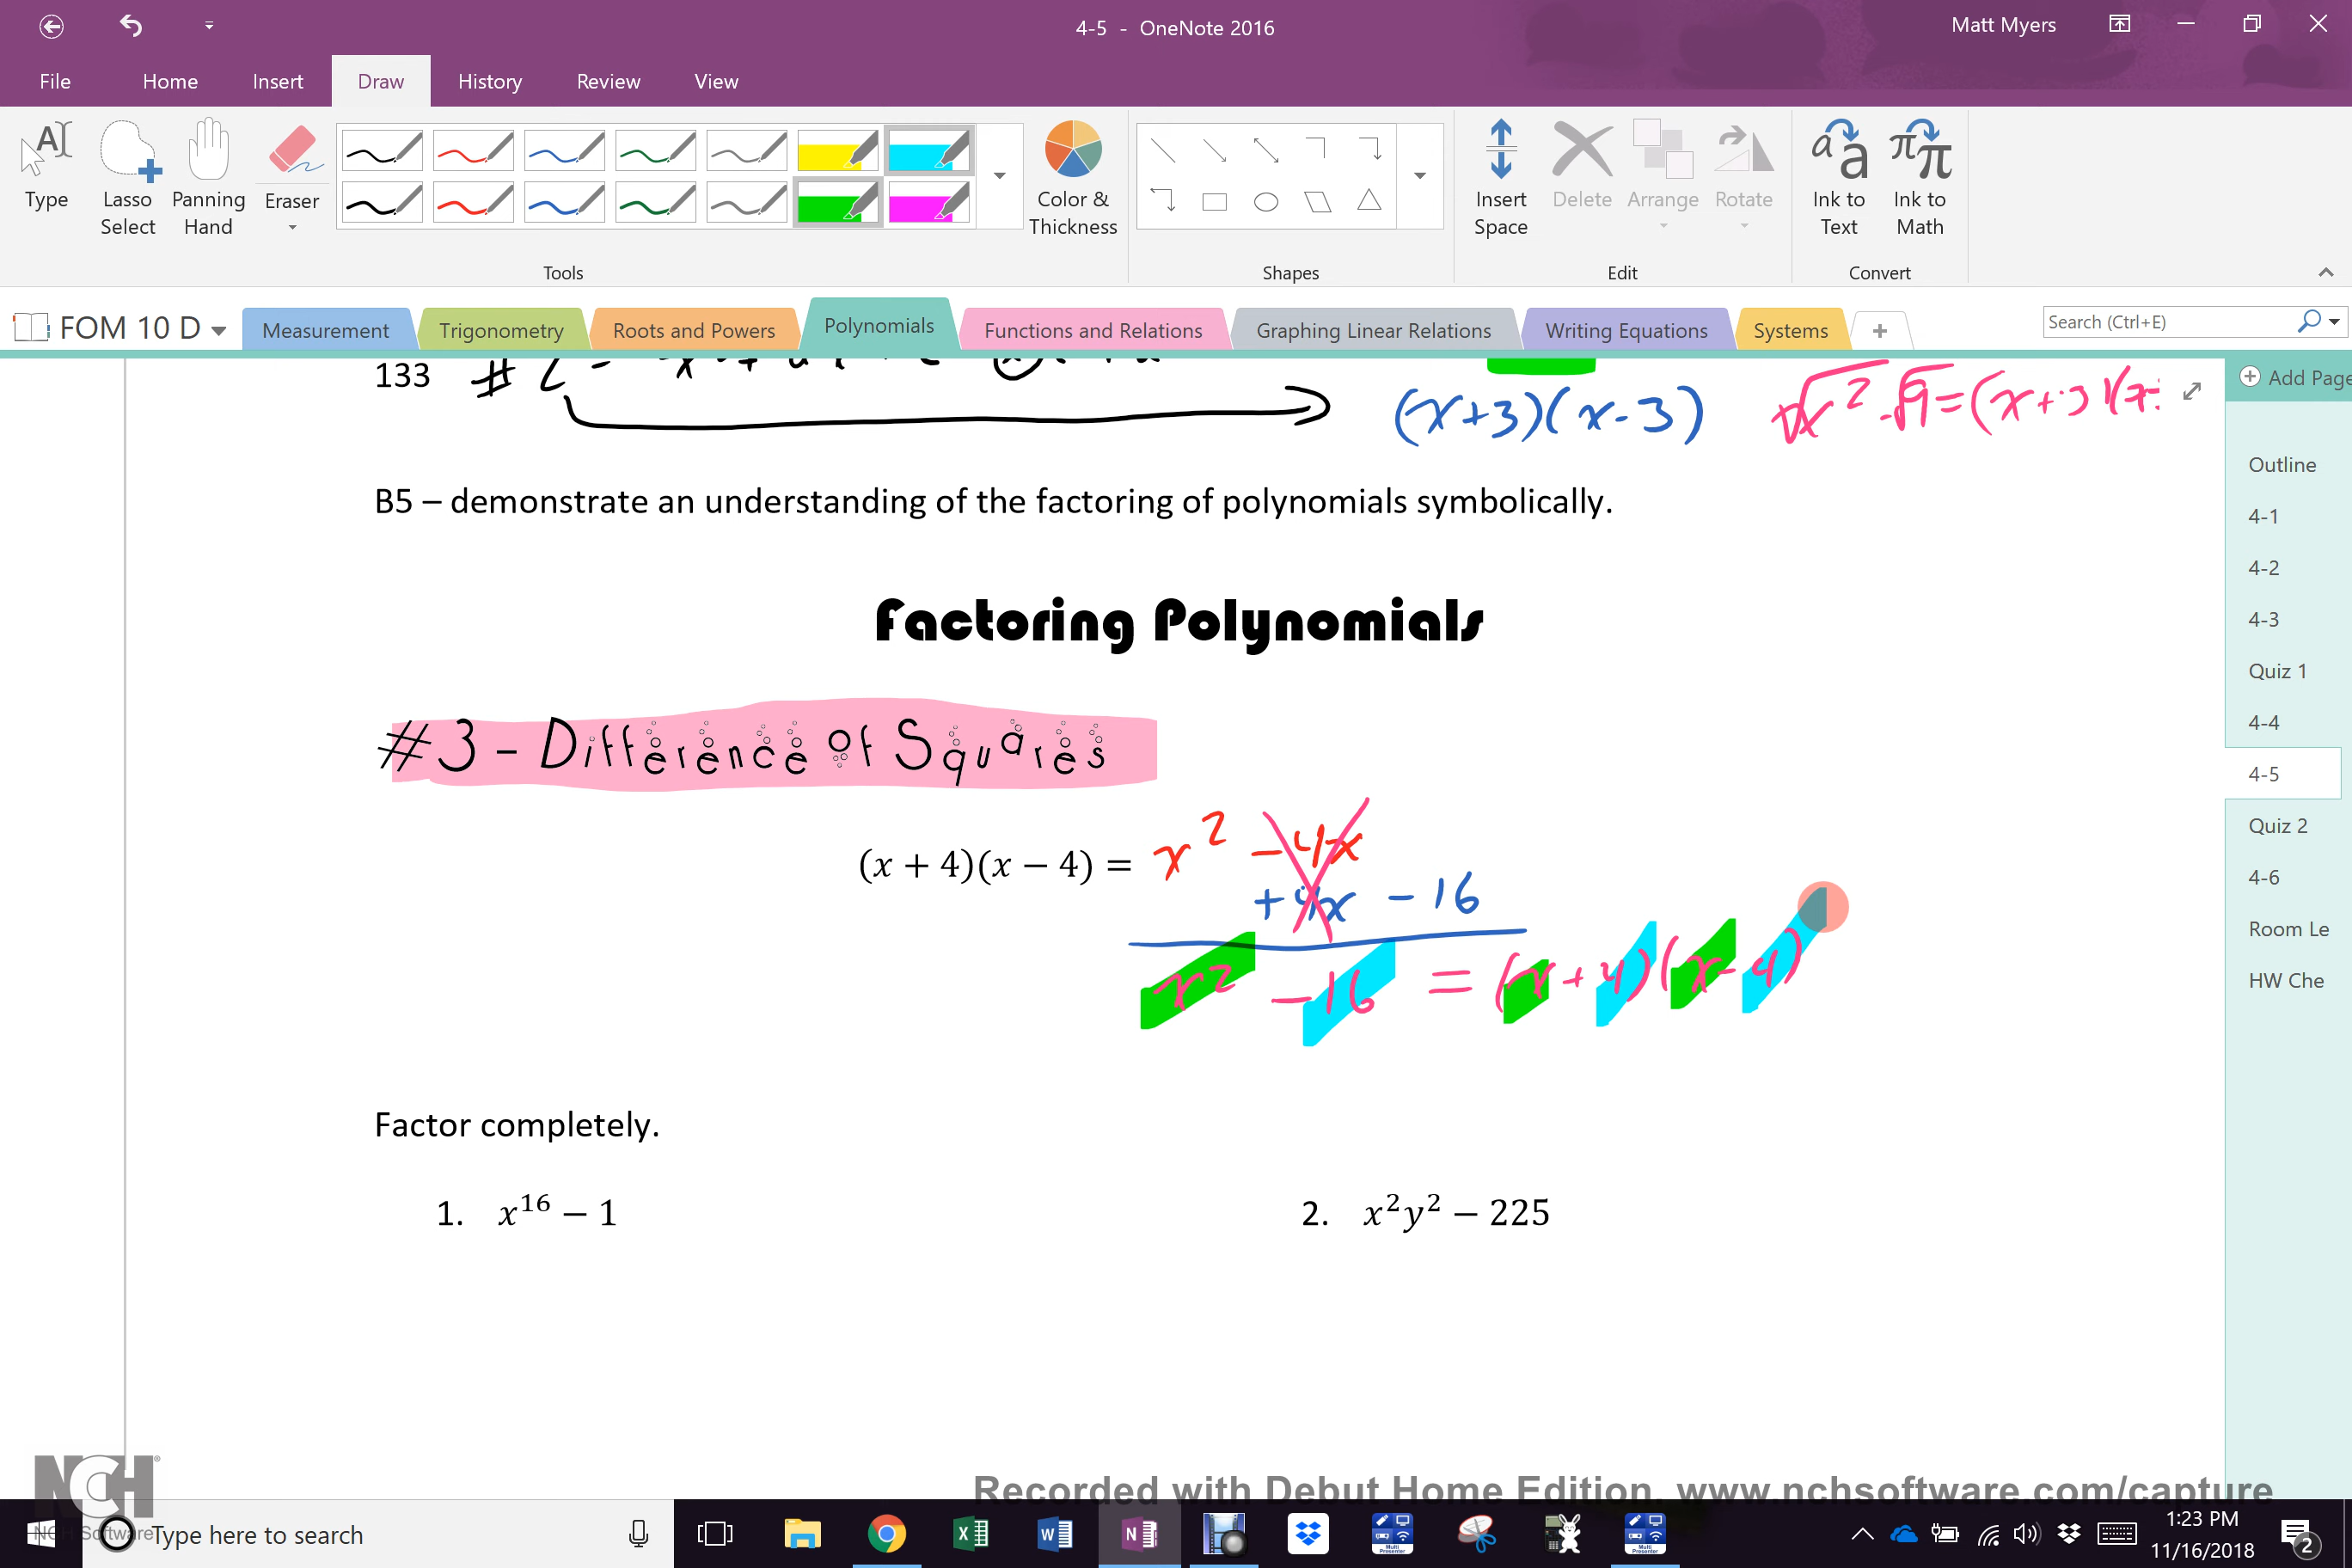 4-5 - OneNote 2016
Matt Myers
File Home Insert Draw History Review View
Type
Lasso Select
Panning Hand
Eraser
Color & Thickness
Insert Space
Delete
Arrange
Rotate
Ink to Text
Ink to Math
Tools
Shapes
Edit
Convert
FOM 10 D
Measurement
Trigonometry
Roots and Powers
Polynomials
Functions and Relations
Graphing Linear Relations
Writing Equations
Systems
+
Search (Ctrl+E)
133 #2
(x+3)(x-3)
√x² - √9 = (x+3)(x-
B5 – demonstrate an understanding of the factoring of polynomials symbolically.
Factoring Polynomials
#3 - Difference of Squares
(x + 4)(x − 4) = x² - 4x
+ 4x - 16
x² - 16 = (x+4)(x-4)
Factor completely.
1. x¹⁶ − 1
2. x²y² − 225
Add Page
Outline
4-1
4-2
4-3
Quiz 1
4-4
4-5
Quiz 2
4-6
Room Le
HW Che
NCH
NCH Software
Recorded with Debut Home Edition. www.nchsoftware.com/capture
Type here to search
1:23 PM
11/16/2018
2